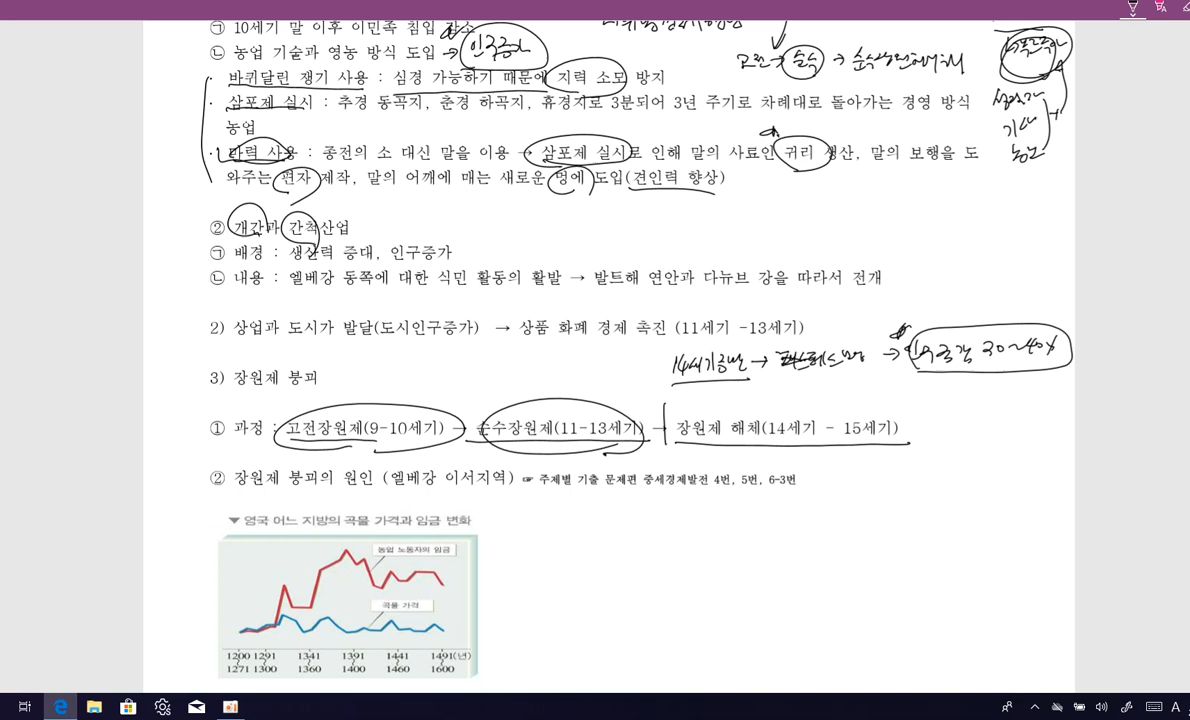 ㉠ 10세기 말 이후 이민족 침입 감소
㉡ 농업 기술과 영농 방식 도입 → 인구증가
· 바퀴달린 쟁기 사용 : 심경 가능하기 때문에 지력 소모 방지
· 삼포제 실시 : 추경 동곡지, 춘경 하곡지, 휴경지로 3분되어 3년 주기로 차례대로 돌아가는 경영 방식
농업
· 마력 사용 : 종전의 소 대신 말을 이용 → 삼포제 실시로 인해 말의 사료인 귀리 생산, 말의 보행을 도
와주는 편자 제작, 말의 어깨에 매는 새로운 멍에 도입(견인력 향상)
② 개간과 간척산업
㉠ 배경 : 생산력 증대, 인구증가
㉡ 내용 : 엘베강 동쪽에 대한 식민 활동의 활발 → 발트해 연안과 다뉴브 강을 따라서 전개
2) 상업과 도시가 발달(도시인구증가) → 상품 화폐 경제 촉진 (11세기 -13세기)
14세기중반 → 페스트 → 인구급감 30~40%
3) 장원제 붕괴
① 과정 : 고전장원제(9-10세기) → 순수장원제(11-13세기) → 장원제 해체(14세기 - 15세기)
② 장원제 붕괴의 원인 (엘베강 이서지역) ☞ 주제별 기출 문제편 중세경제발전 4번, 5번, 6-3번
▼ 영국 어느 지방의 곡물 가격과 임금 변화
농업 노동자의 임금
곡물 가격
1200 1291 1341 1391 1441 1491(년)
1271 1300 1360 1400 1460 1600